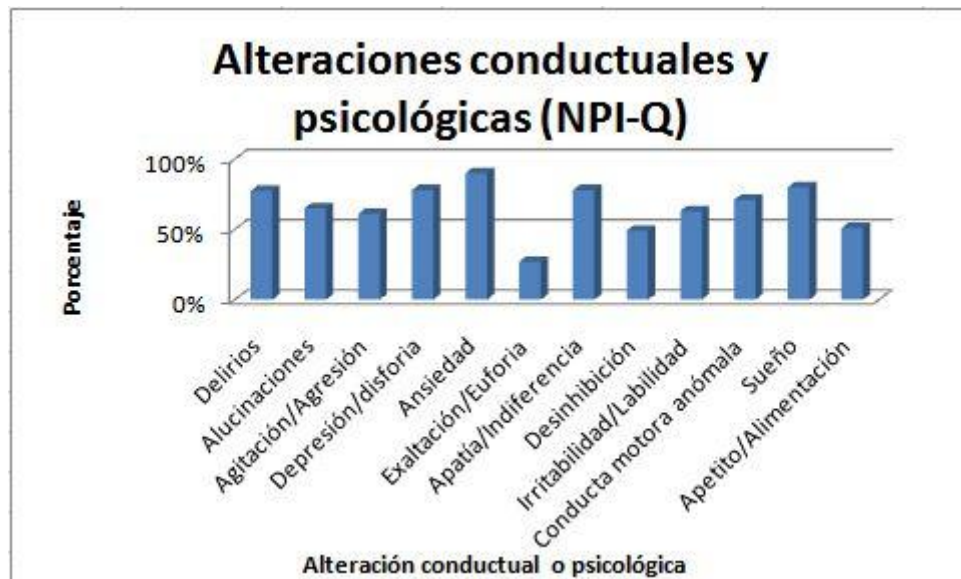 Alteraciones conductuales y
psicológicas (NPI-Q)
Porcentaje
100%
50%
0%
Delirios
Alucinaciones
Agitación/Agresión
Depresión/disforia
Ansiedad
Exaltación/Euforia
Apatía/Indiferencia
Desinhibición
Irritabilidad/Labilidad
Conducta motora anómala
Sueño
Apetito/Alimentación
Alteración conductual o psicológica